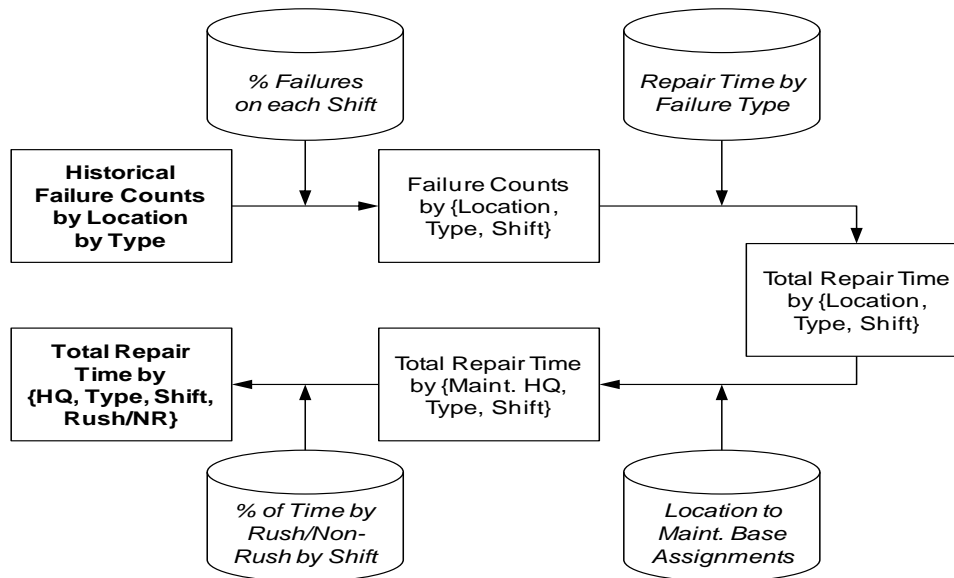 % Failures
on each Shift
Repair Time by
Failure Type
Historical
Failure Counts
by Location
by Type
Failure Counts
by {Location,
Type, Shift}
Total Repair Time
by {Location,
Type, Shift}
Total Repair
Time by
{HQ, Type, Shift,
Rush/NR}
Total Repair Time
by {Maint. HQ,
Type, Shift}
% of Time by
Rush/Non-
Rush by Shift
Location to
Maint. Base
Assignments